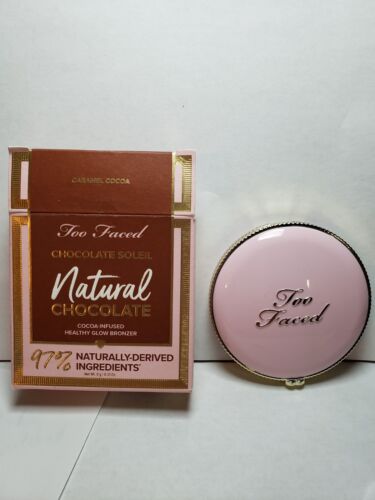 CARAMEL COCOA
Too Faced
CHOCOLATE SOLEIL
Natural
CHOCOLATE
COCOA-INFUSED
HEALTHY GLOW BRONZER
97% NATURALLY-DERIVED
INGREDIENTS*
Too
Faced